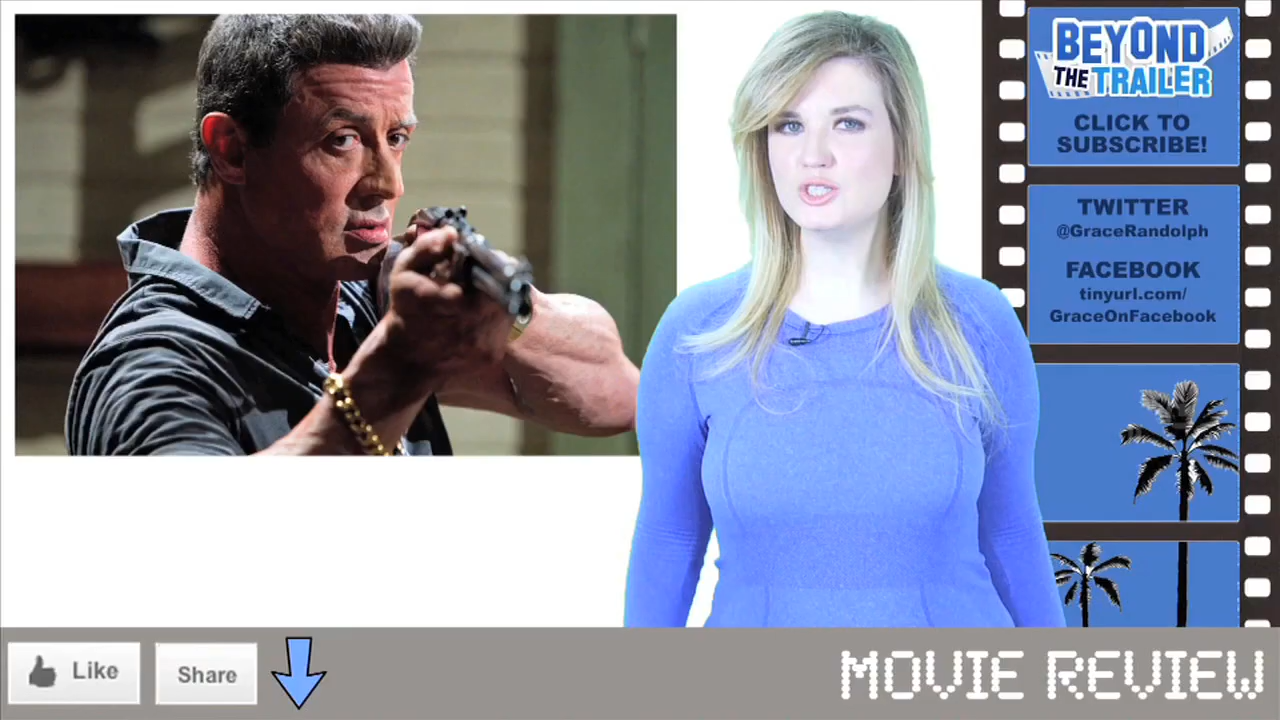 BEYOND
THE TRAILER
CLICK TO
SUBSCRIBE!
TWITTER
@GraceRandolph
FACEBOOK
tinyurl.com/
GraceOnFacebook
Like
Share
MOVIE REVIEW